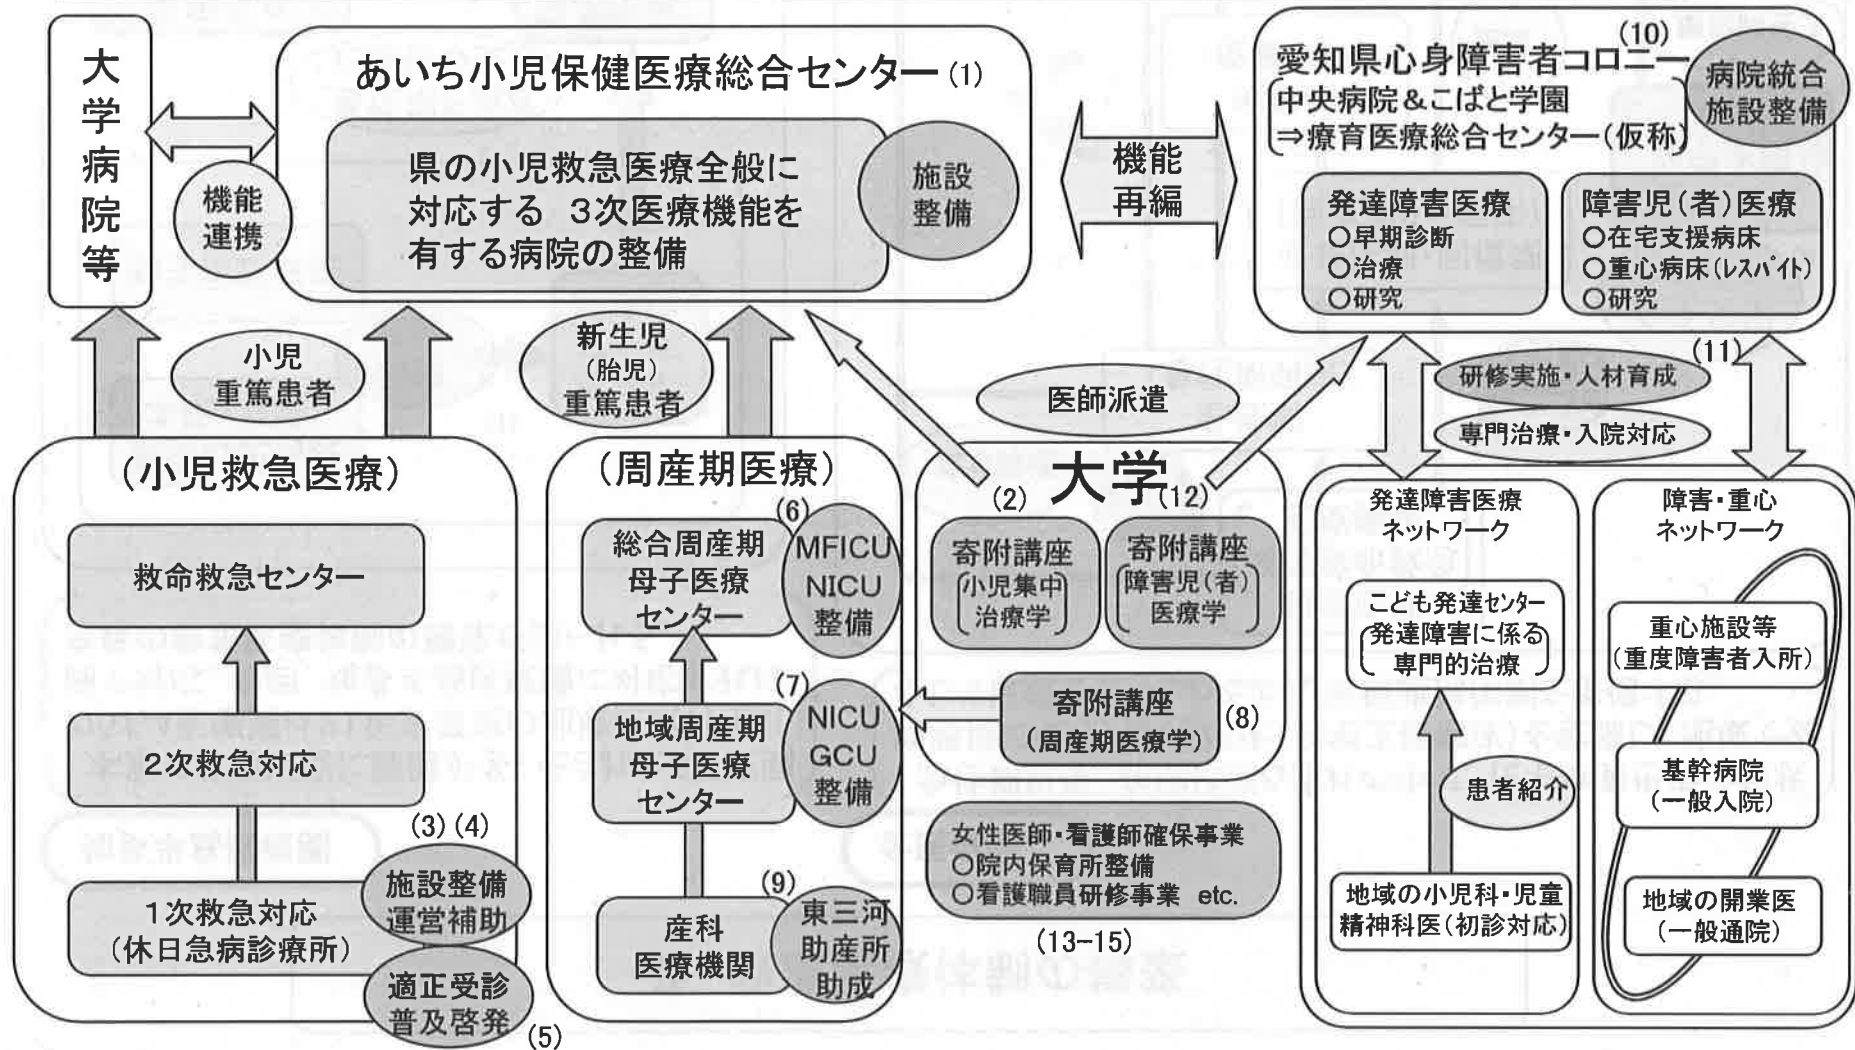 大学病院等
あいち小児保健医療総合センター(1)
県の小児救急医療全般に
対応する 3次医療機能を
有する病院の整備
施設
整備
機能
連携
機能
再編
(10)
愛知県心身障害者コロニー
中央病院&こばと学園
⇒療育医療総合センター(仮称)
病院統合
施設整備
発達障害医療
○早期診断
○治療
○研究
障害児(者)医療
○在宅支援病床
○重心病床(レスパイト)
○研究
小児
重篤患者
新生児
(胎児)
重篤患者
医師派遣
(11)
研修実施・人材育成
専門治療・入院対応
(小児救急医療)
救命救急センター
2次救急対応
(3)(4)
施設整備
運営補助
1次救急対応
(休日急病診療所)
適正受診
普及啓発
(5)
(周産期医療)
(6)
総合周産期
母子医療
センター
MFICU
NICU
整備
(7)
地域周産期
母子医療
センター
NICU
GCU
整備
(9)
産科
医療機関
東三河
助産所
助成
大学
(2)
(12)
寄附講座
小児集中
治療学
寄附講座
障害児(者)
医療学
寄附講座
(周産期医療学)
(8)
女性医師・看護師確保事業
○院内保育所整備
○看護職員研修事業 etc.
(13-15)
発達障害医療
ネットワーク
こども発達センター
発達障害に係る
専門的治療
患者紹介
地域の小児科・児童
精神科医(初診対応)
障害・重心
ネットワーク
重心施設等
(重度障害者入所)
基幹病院
(一般入院)
地域の開業医
(一般通院)